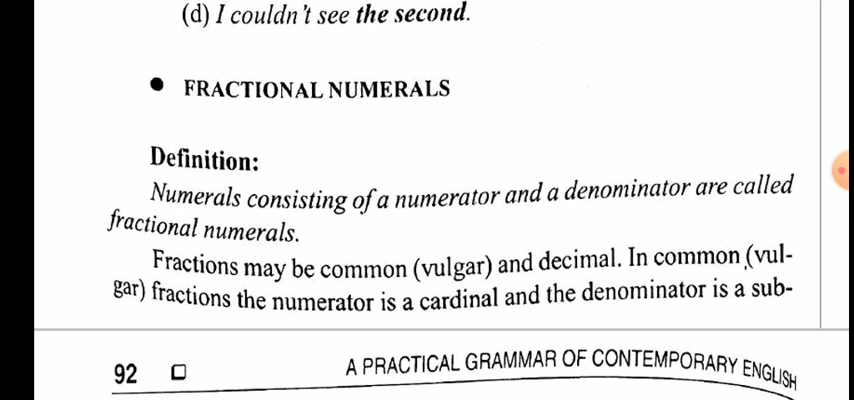 (d) I couldn't see the second.
● FRACTIONAL NUMERALS
Definition:
Numerals consisting of a numerator and a denominator are called
fractional numerals.
Fractions may be common (vulgar) and decimal. In common (vul-
gar) fractions the numerator is a cardinal and the denominator is a sub-
92 □ A PRACTICAL GRAMMAR OF CONTEMPORARY ENGLISH